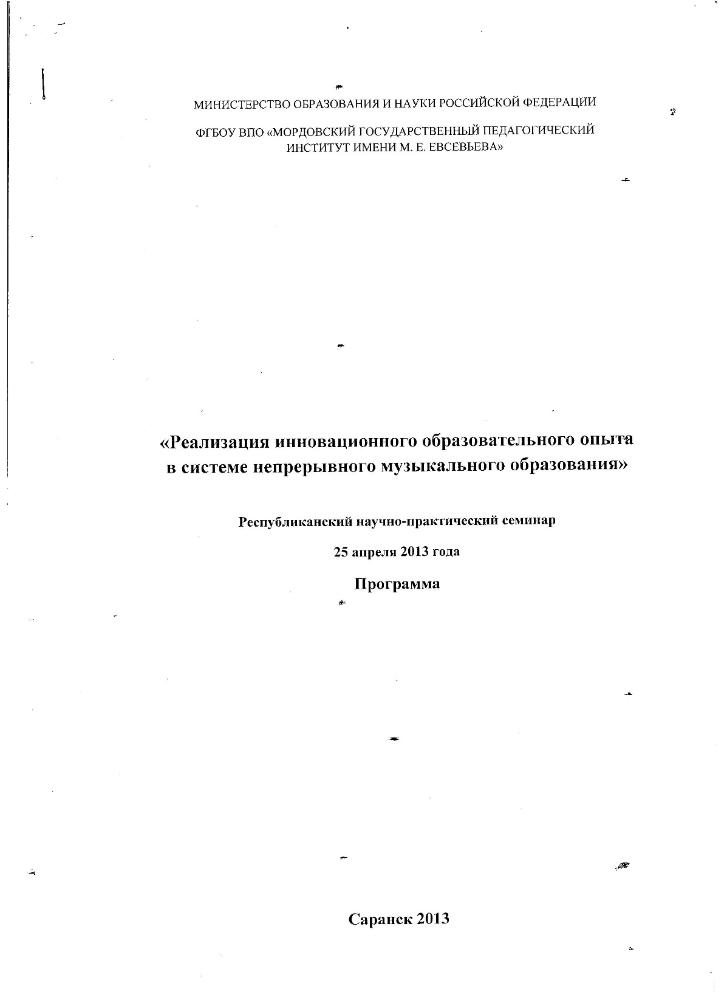 МИНИСТЕРСТВО ОБРАЗОВАНИЯ И НАУКИ РОССИЙСКОЙ ФЕДЕРАЦИИ
ФГБОУ ВПО «МОРДОВСКИЙ ГОСУДАРСТВЕННЫЙ ПЕДАГОГИЧЕСКИЙ
ИНСТИТУТ ИМЕНИ М. Е. ЕВСЕВЬЕВА»
«Реализация инновационного образовательного опыта
в системе непрерывного музыкального образования»
Республиканский научно-практический семинар
25 апреля 2013 года
Программа
Саранск 2013